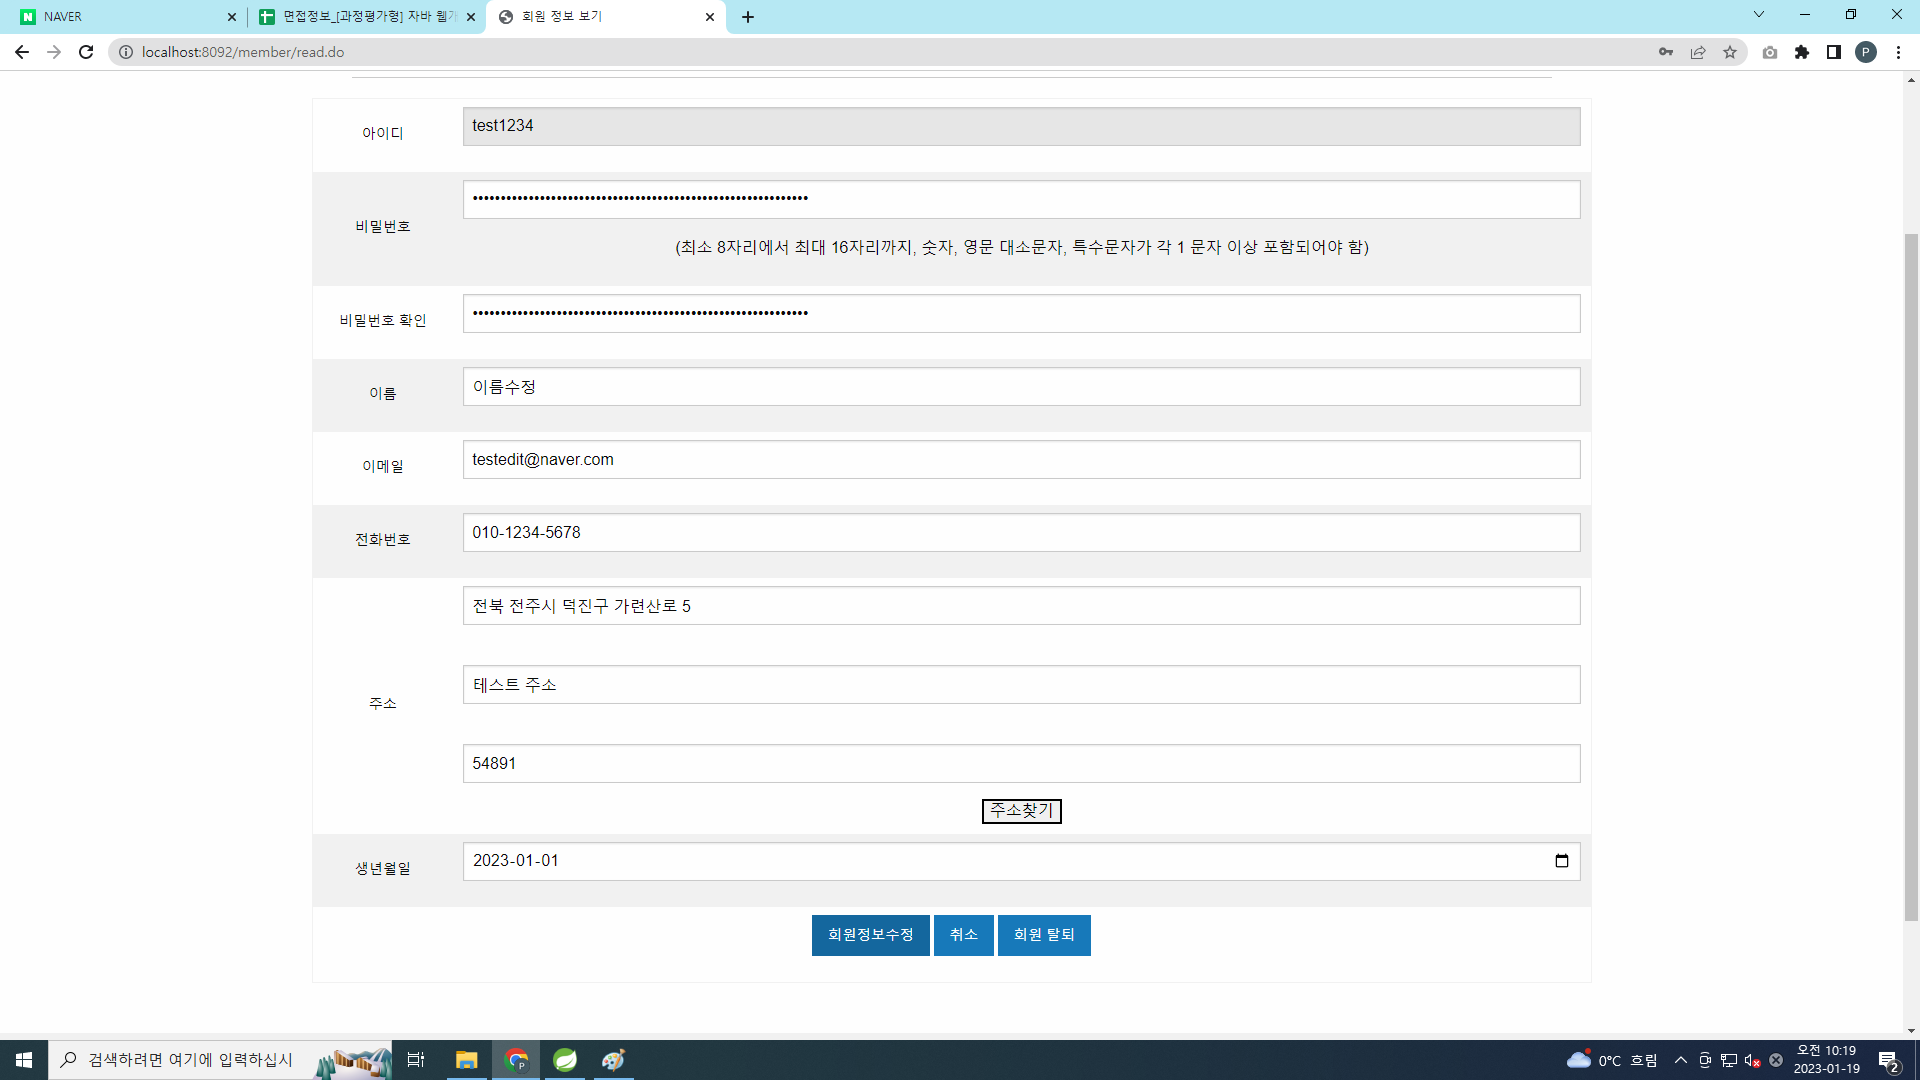 NAVER
면접정보_[과정평가형] 자바 웹개
회원 정보 보기
localhost:8092/member/read.do
P
아이디
test1234
비밀번호
••••••••••••••••••••••••••••••••••••••••••••••••••••••••••••
(최소 8자리에서 최대 16자리까지, 숫자, 영문 대소문자, 특수문자가 각 1 문자 이상 포함되어야 함)
비밀번호 확인
••••••••••••••••••••••••••••••••••••••••••••••••••••••••••••
이름
이름수정
이메일
testedit@naver.com
전화번호
010-1234-5678
주소
전북 전주시 덕진구 가련산로 5
테스트 주소
54891
주소찾기
생년월일
2023-01-01
회원정보수정 취소 회원 탈퇴
검색하려면 여기에 입력하십시
0°C 흐림
오전 10:19
2023-01-19
2